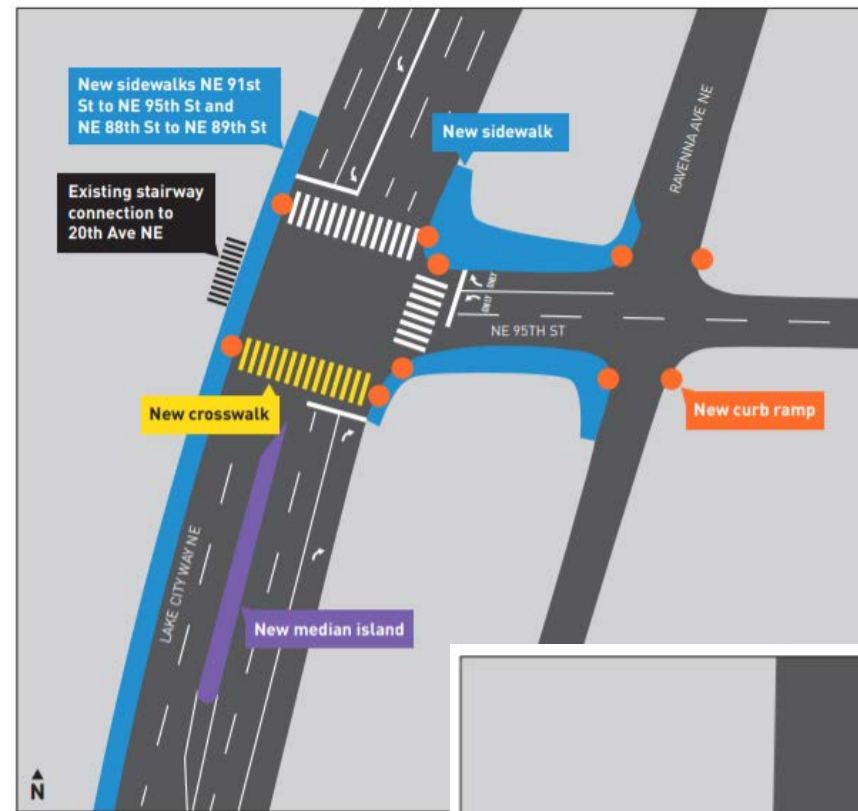 New sidewalks NE 91st
St to NE 95th St and
NE 88th St to NE 89th St
New sidewalk
RAVENNA AVE NE
Existing stairway
connection to
20th Ave NE
ONLY
ONLY
NE 95TH ST
New crosswalk
New curb ramp
LAKE CITY WAY NE
New median island
N